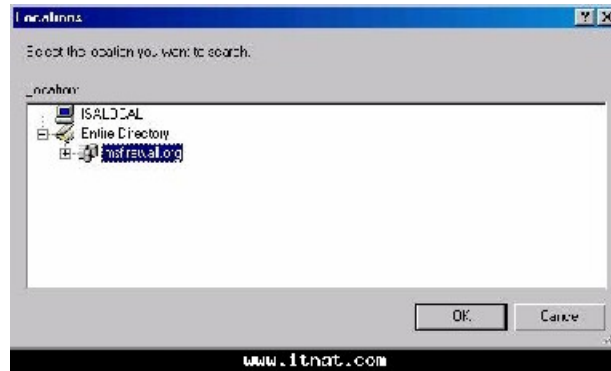 Locations
Select the location you want to search.
Location:
ISALOCAL
Entire Directory
msfirewall.org
OK
Cancel
www.itnat.com